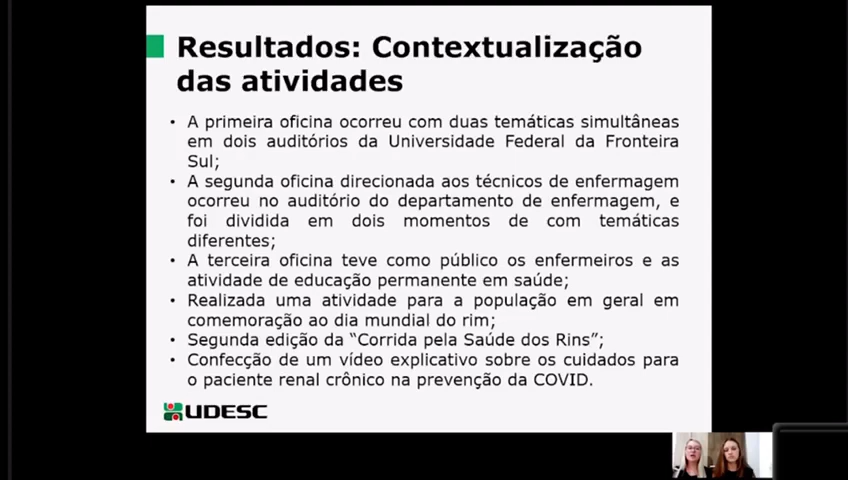 Resultados: Contextualização
das atividades
• A primeira oficina ocorreu com duas temáticas simultâneas
em dois auditórios da Universidade Federal da Fronteira
Sul;
• A segunda oficina direcionada aos técnicos de enfermagem
ocorreu no auditório do departamento de enfermagem, e
foi dividida em dois momentos de com temáticas
diferentes;
• A terceira oficina teve como público os enfermeiros e as
atividade de educação permanente em saúde;
• Realizada uma atividade para a população em geral em
comemoração ao dia mundial do rim;
• Segunda edição da “Corrida pela Saúde dos Rins”;
• Confecção de um vídeo explicativo sobre os cuidados para
o paciente renal crônico na prevenção da COVID.
UDESC